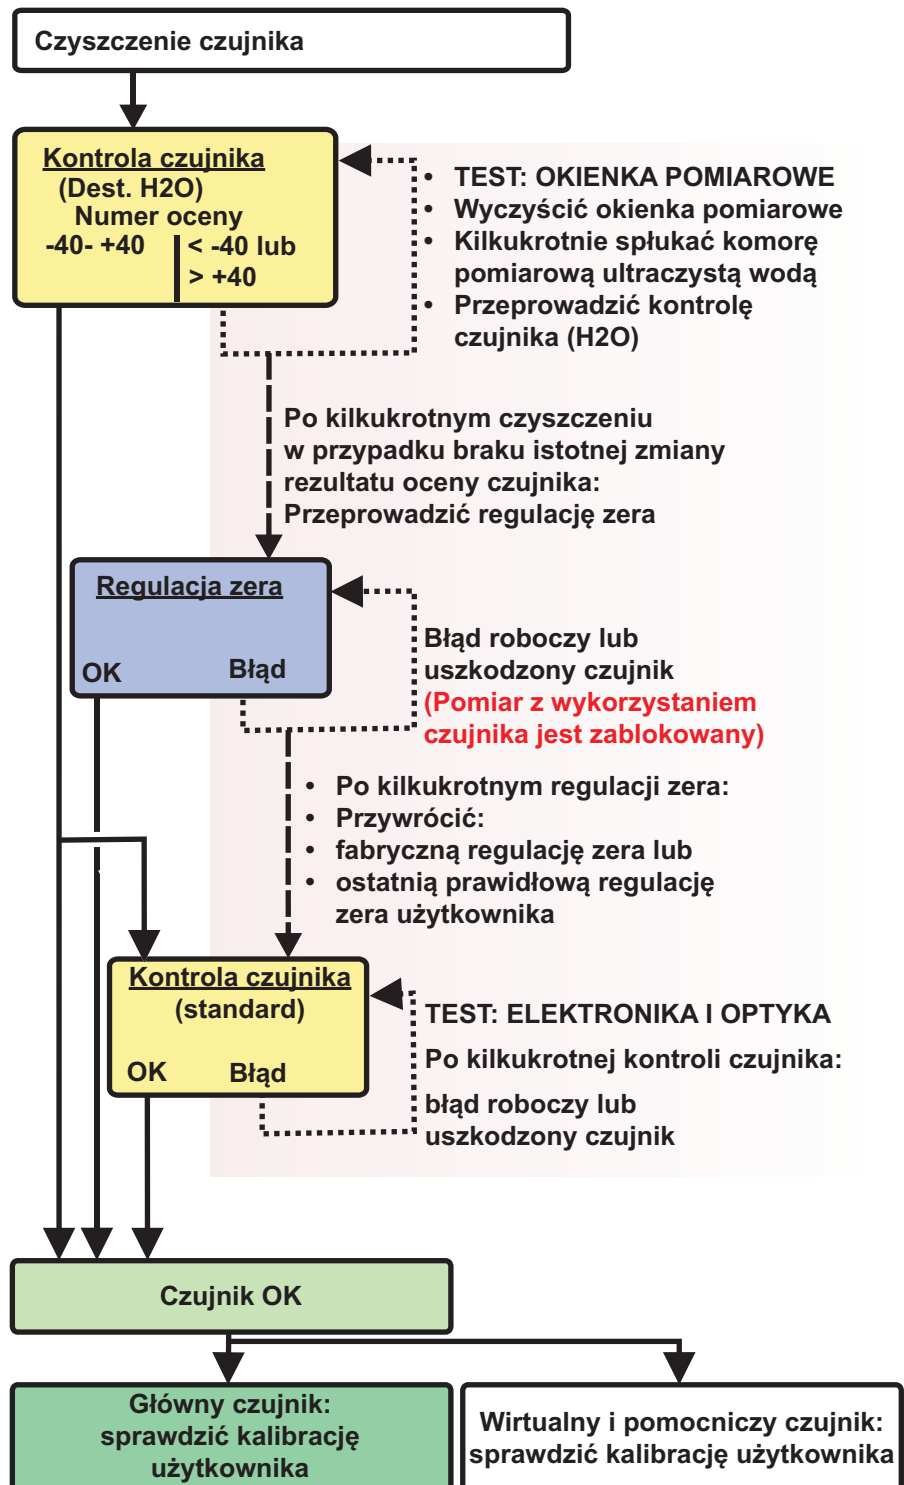 Czyszczenie czujnika
Kontrola czujnika
(Dest. H2O)
Numer oceny
-40- +40
< -40 lub
> +40
• TEST: OKIENKA POMIAROWE
• Wyczyścić okienka pomiarowe
• Kilkukrotnie spłukać komorę
pomiarową ultraczystą wodą
• Przeprowadzić kontrolę
czujnika (H2O)
Po kilkukrotnym czyszczeniu
w przypadku braku istotnej zmiany
rezultatu oceny czujnika:
Przeprowadzić regulację zera
Regulacja zera
OK
Błąd
Błąd roboczy lub
uszkodzony czujnik
(Pomiar z wykorzystaniem
czujnika jest zablokowany)
• Po kilkukrotnym regulacji zera:
• Przywrócić:
• fabryczną regulację zera lub
• ostatnią prawidłową regulację
zera użytkownika
Kontrola czujnika
(standard)
OK
Błąd
TEST: ELEKTRONIKA I OPTYKA
Po kilkukrotnej kontroli czujnika:
błąd roboczy lub
uszkodzony czujnik
Czujnik OK
Główny czujnik:
sprawdzić kalibrację
użytkownika
Wirtualny i pomocniczy czujnik:
sprawdzić kalibrację użytkownika